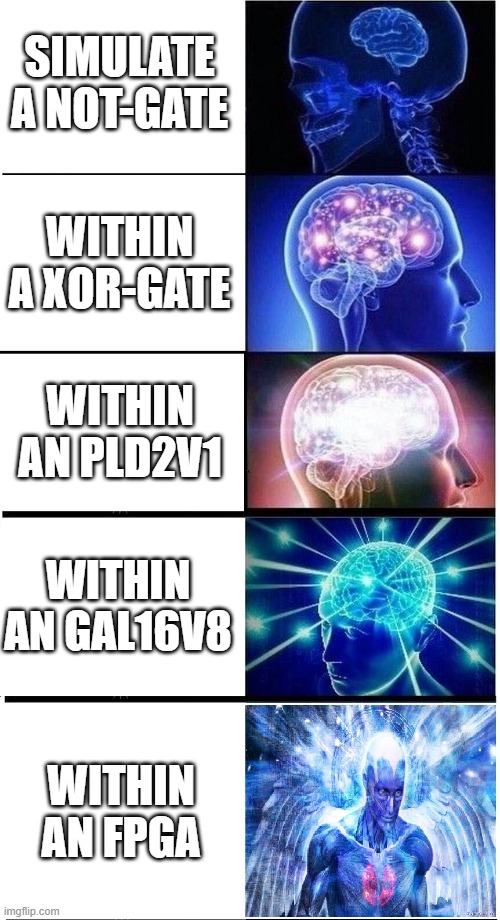 SIMULATE
A NOT-GATE
WITHIN
A XOR-GATE
WITHIN
AN PLD2V1
WITHIN
AN GAL16V8
WITHIN
AN FPGA
imgflip.com